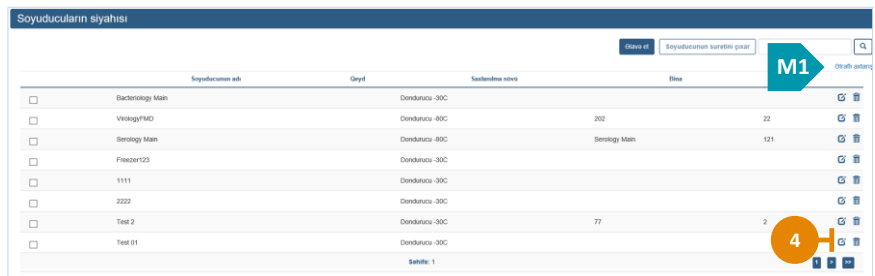 Soyuducuların siyahısı
Əlavə et Soyuducunun surətini çıxar
M1
Ətraflı axtarış
Soyuducunun adı Qeyd Saxlanma növü Bina
Bacteriology Main Dondurucu -30C
VirologyFMD Dondurucu -80C 202 22
Serology Main Dondurucu -80C Serology Main 121
Freezer123 Dondurucu -30C
1111 Dondurucu -30C
2222 Dondurucu -30C
Test 2 Dondurucu -30C 77 2
Test 01 Dondurucu -30C
4
Səhifə: 1 1 > >>